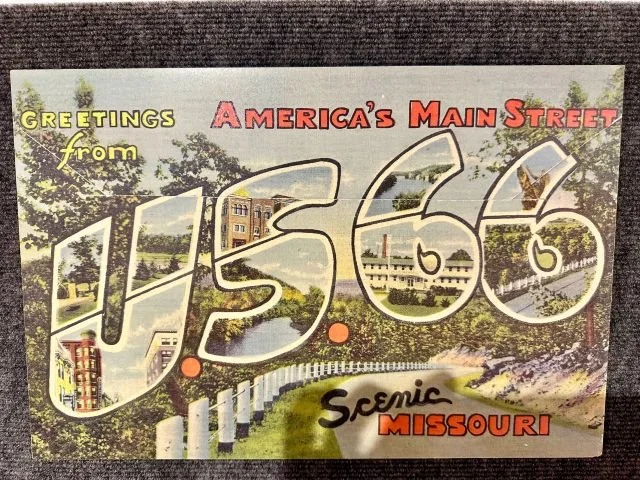 GREETINGS from AMERICA'S MAIN STREET
U.S. 66
Scenic
MISSOURI